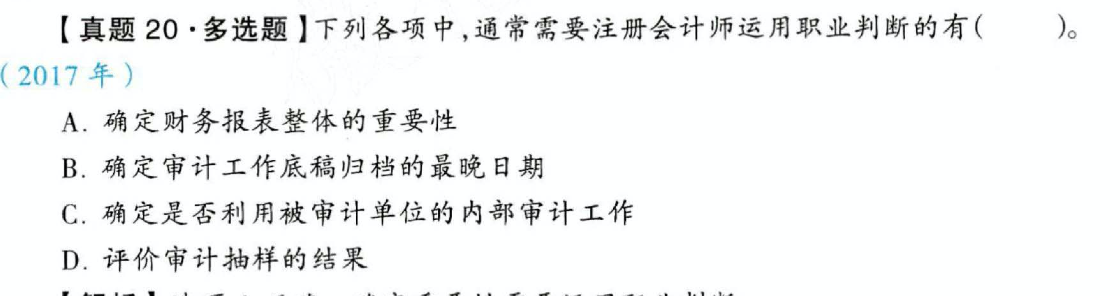 【真题 20·多选题】下列各项中,通常需要注册会计师运用职业判断的有(　　)。
(2017 年)
A. 确定财务报表整体的重要性
B. 确定审计工作底稿归档的最晚日期
C. 确定是否利用被审计单位的内部审计工作
D. 评价审计抽样的结果